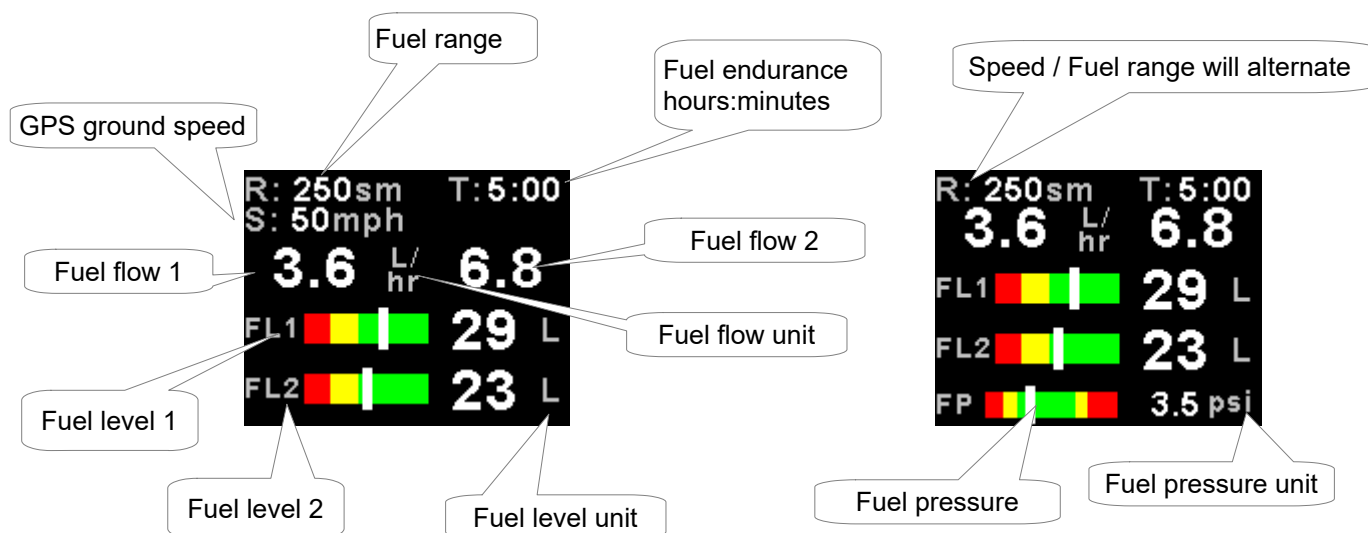 Fuel range
Fuel endurance
hours:minutes
Speed / Fuel range will alternate
GPS ground speed
R: 250sm T:5:00
S: 50mph
3.6 L/hr 6.8
FL1 29 L
FL2 23 L
Fuel flow 1
Fuel flow 2
Fuel flow unit
Fuel level 1
Fuel level 2
Fuel level unit
R: 250sm T:5:00
3.6 L/hr 6.8
FL1 29 L
FL2 23 L
FP 3.5 psi
Fuel pressure
Fuel pressure unit